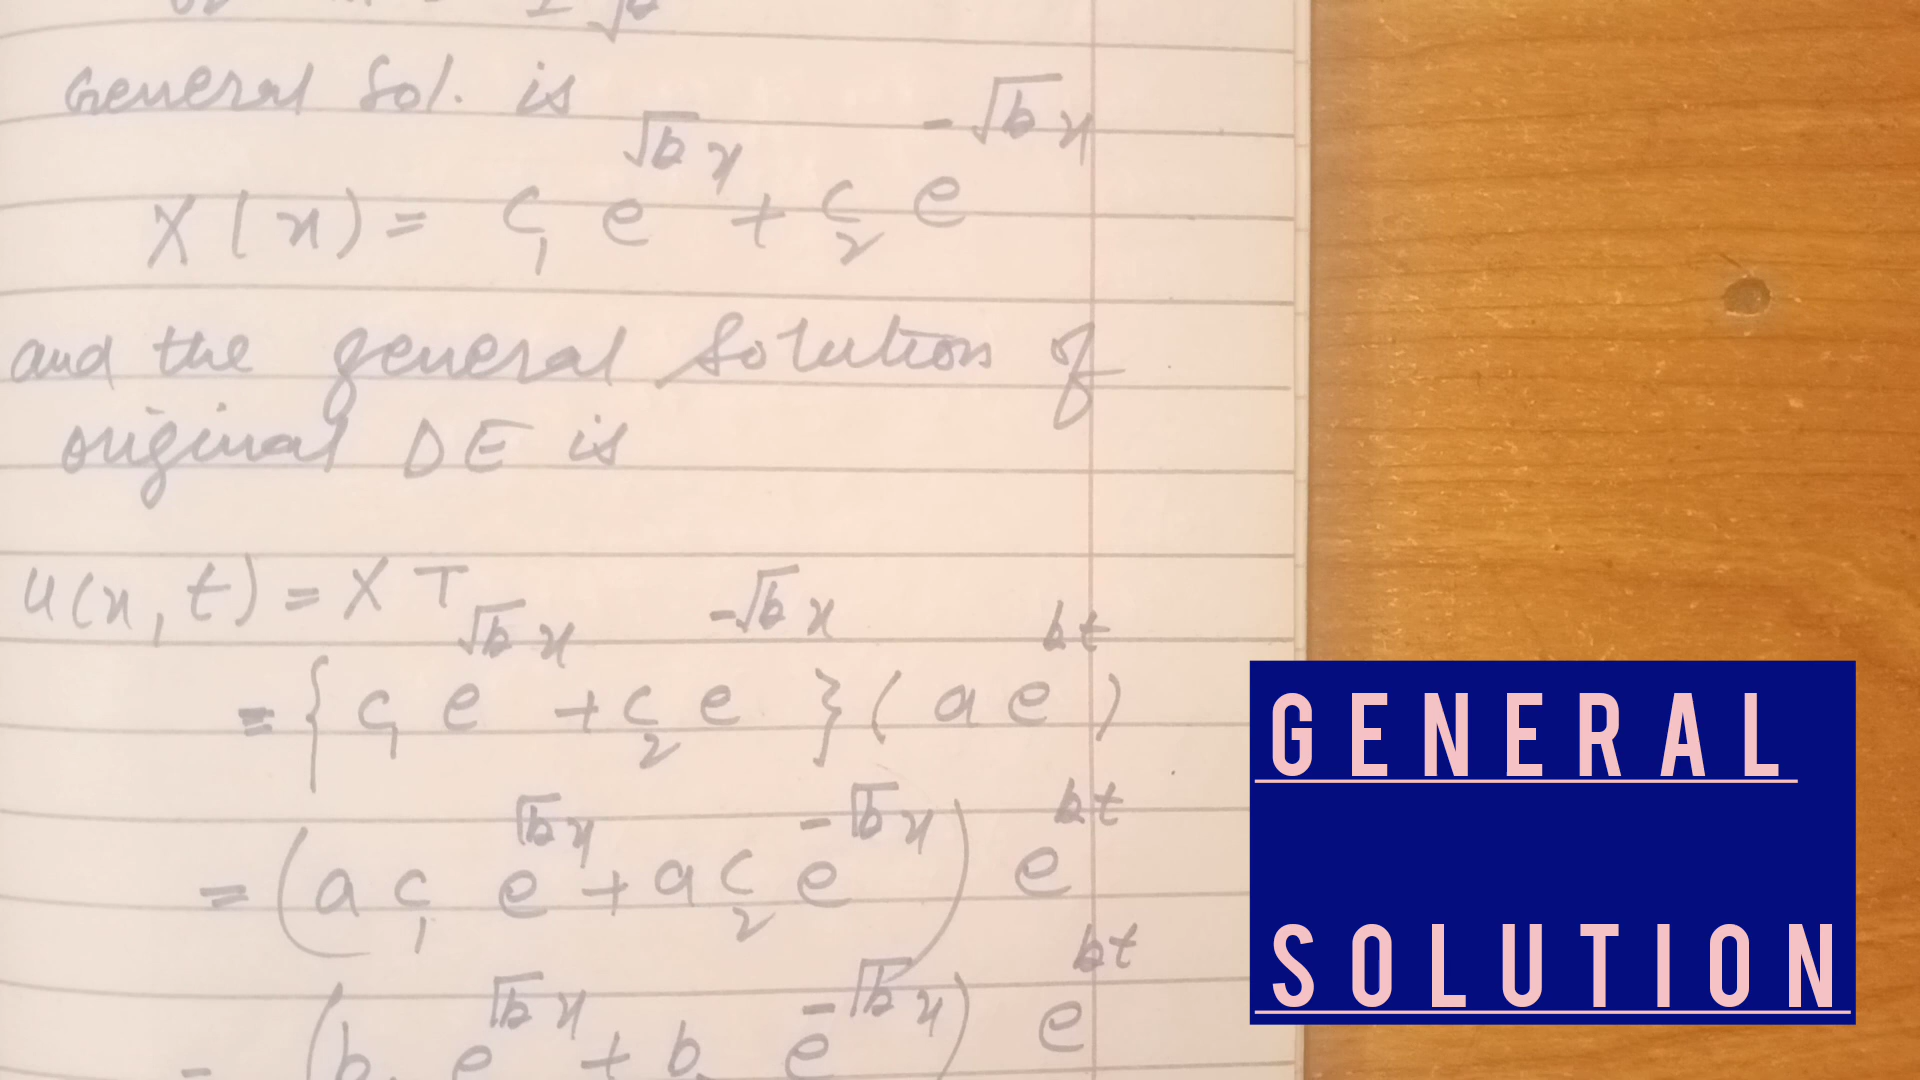 General Sol. is
X(x) = c₁ e^{√b x} + c₂ e^{-√b x}
and the general solution of
original DE is
u(x, t) = X T
= { c₁ e^{√b x} + c₂ e^{-√b x} } ( a e^{bt} )
= ( a c₁ e^{√b x} + a c₂ e^{-√b x} ) e^{bt}
= ( b e^{√b x} + b e^{-√b x} ) e^{bt}
GENERAL
SOLUTION